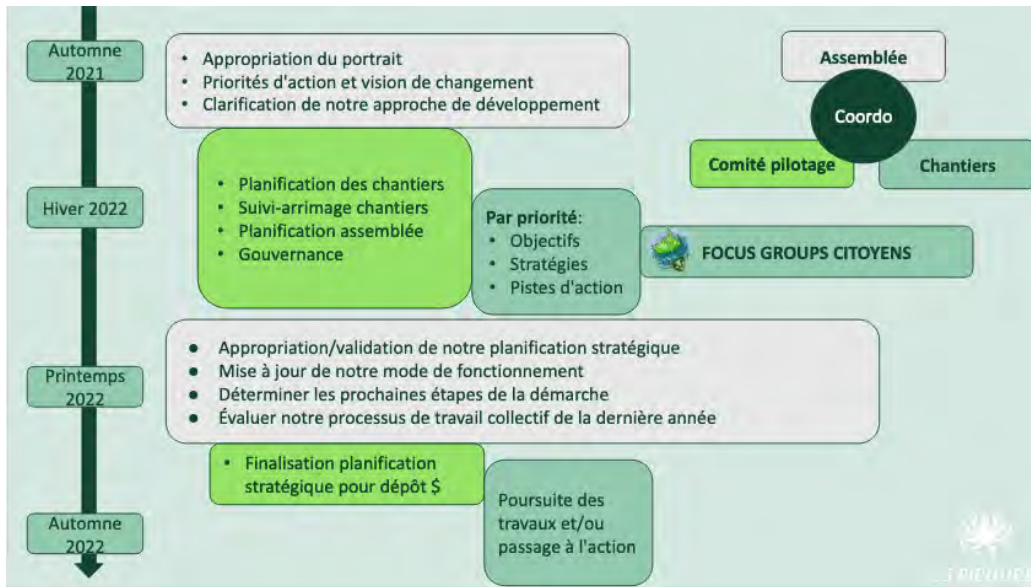 Automne
2021
• Appropriation du portrait
• Priorités d'action et vision de changement
• Clarification de notre approche de développement
Assemblée
Coordo
Comité pilotage
Chantiers
Hiver 2022
• Planification des chantiers
• Suivi-arrimage chantiers
• Planification assemblée
• Gouvernance
Par priorité:
• Objectifs
• Stratégies
• Pistes d'action
FOCUS GROUPS CITOYENS
Printemps
2022
● Appropriation/validation de notre planification stratégique
● Mise à jour de notre mode de fonctionnement
● Déterminer les prochaines étapes de la démarche
● Évaluer notre processus de travail collectif de la dernière année
• Finalisation planification
stratégique pour dépôt $
Poursuite des
travaux et/ou
passage à l'action
Automne
2022